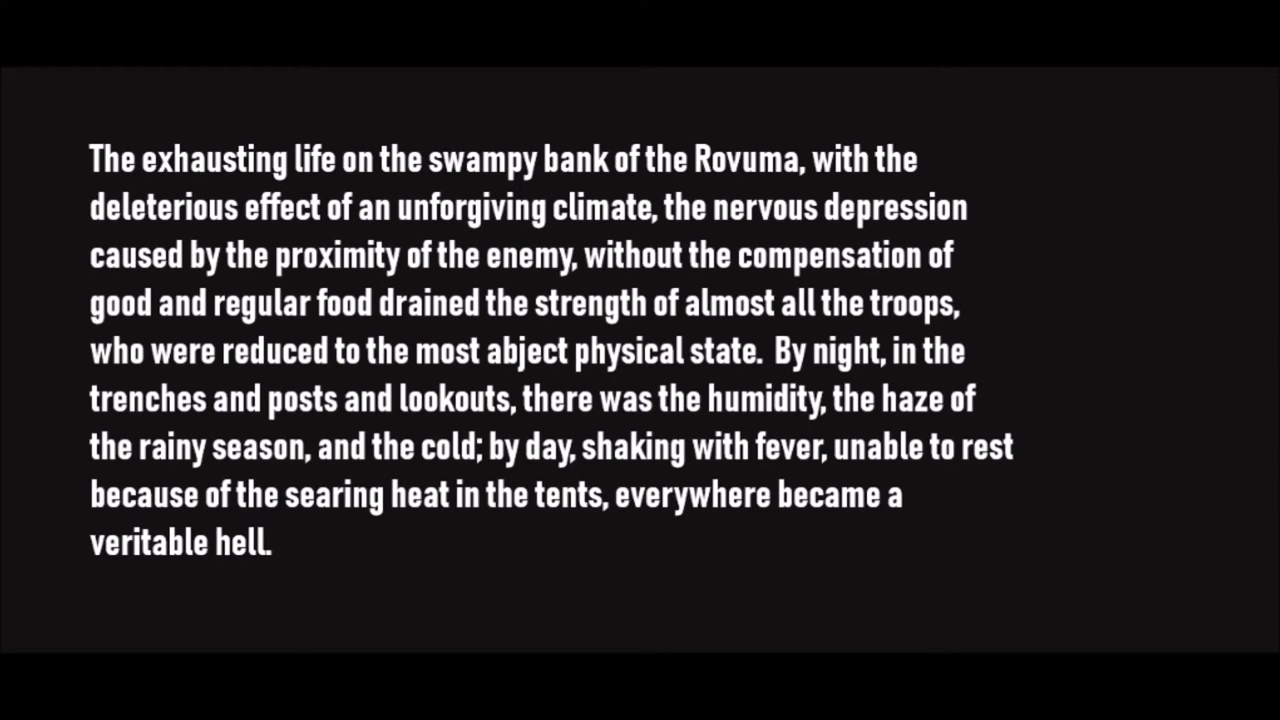 The exhausting life on the swampy bank of the Rovuma, with the
deleterious effect of an unforgiving climate, the nervous depression
caused by the proximity of the enemy, without the compensation of
good and regular food drained the strength of almost all the troops,
who were reduced to the most abject physical state. By night, in the
trenches and posts and lookouts, there was the humidity, the haze of
the rainy season, and the cold; by day, shaking with fever, unable to rest
because of the searing heat in the tents, everywhere became a
veritable hell.